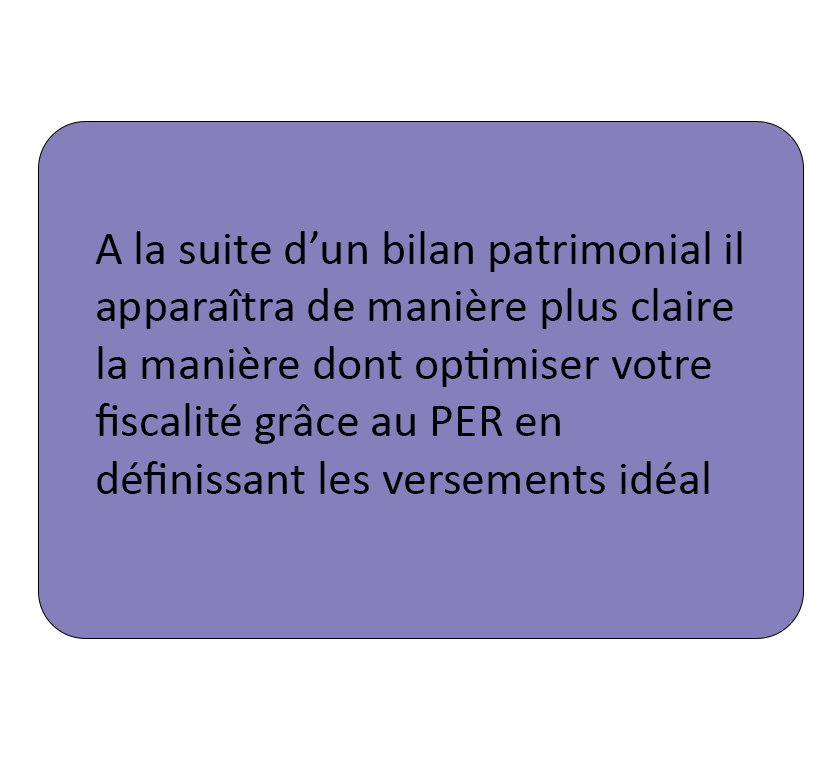 A la suite d’un bilan patrimonial il
apparaîtra de manière plus claire
la manière dont optimiser votre
fiscalité grâce au PER en
définissant les versements idéal